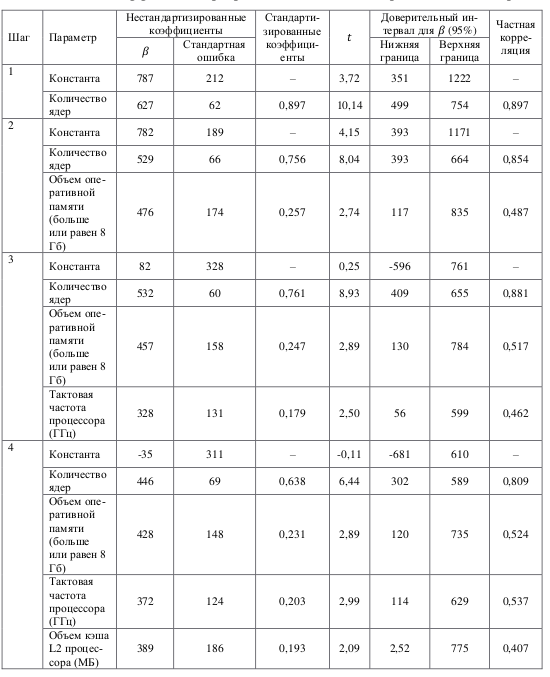 Шаг
Параметр
Нестандартизированные
коэффициенты
Стандарти-
зированные
коэффици-
енты
t
Доверительный ин-
тервал для β (95%)
Частная
корре-
ляция
β
Стандартная
ошибка
Нижняя
граница
Верхняя
граница
1
Константа 787 212 – 3,72 351 1222 –
Количество
ядер
627 62 0,897 10,14 499 754 0,897
2
Константа 782 189 – 4,15 393 1171 –
Количество
ядер
529 66 0,756 8,04 393 664 0,854
Объем опе-
ративной
памяти
(больше
или равен 8
Гб)
476 174 0,257 2,74 117 835 0,487
3
Константа 82 328 – 0,25 -596 761 –
Количество
ядер
532 60 0,761 8,93 409 655 0,881
Объем опе-
ративной
памяти
(больше
или равен 8
Гб)
457 158 0,247 2,89 130 784 0,517
Тактовая
частота
процессора
(ГГц)
328 131 0,179 2,50 56 599 0,462
4
Константа -35 311 – -0,11 -681 610 –
Количество
ядер
446 69 0,638 6,44 302 589 0,809
Объем опе-
ративной
памяти
(больше
или равен 8
Гб)
428 148 0,231 2,89 120 735 0,524
Тактовая
частота
процессора
(ГГц)
372 124 0,203 2,99 114 629 0,537
Объем кэша
L2 процес-
сора (МБ)
389 186 0,193 2,09 2,52 775 0,407